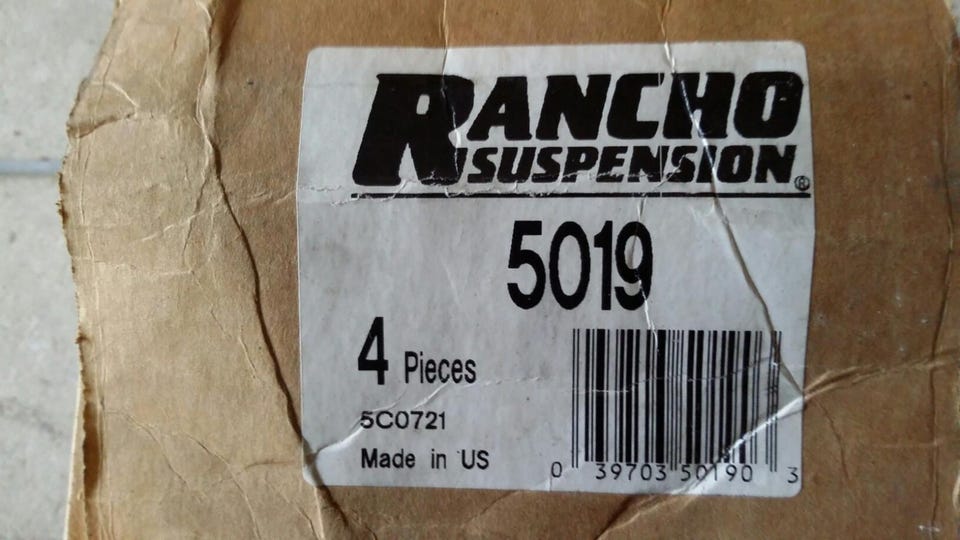 RANCHO
SUSPENSION®
5019
4 Pieces
5C0721
Made in US
0 39703 50190 3